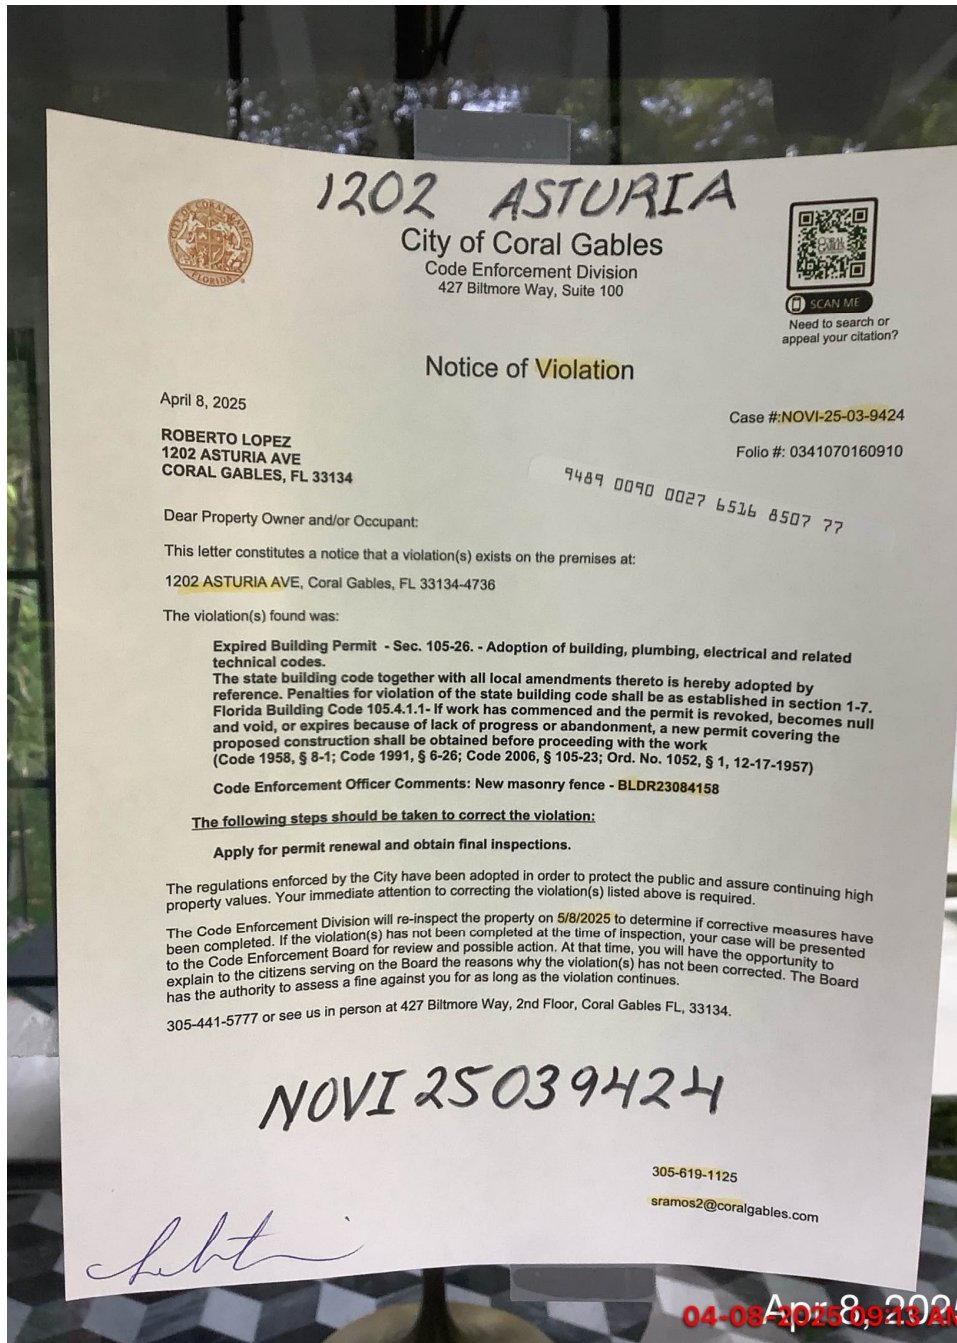 1202 ASTURIA
CITY OF CORAL GABLES
FLORIDA
City of Coral Gables
Code Enforcement Division
427 Biltmore Way, Suite 100
SCAN ME
Need to search or
appeal your citation?
Notice of Violation
April 8, 2025
Case #:NOVI-25-03-9424
ROBERTO LOPEZ
1202 ASTURIA AVE
CORAL GABLES, FL 33134
Folio #: 0341070160910
9489 0090 0027 6516 8507 77
Dear Property Owner and/or Occupant:
This letter constitutes a notice that a violation(s) exists on the premises at:
1202 ASTURIA AVE, Coral Gables, FL 33134-4736
The violation(s) found was:
Expired Building Permit - Sec. 105-26. - Adoption of building, plumbing, electrical and related
technical codes.
The state building code together with all local amendments thereto is hereby adopted by
reference. Penalties for violation of the state building code shall be as established in section 1-7.
Florida Building Code 105.4.1.1- If work has commenced and the permit is revoked, becomes null
and void, or expires because of lack of progress or abandonment, a new permit covering the
proposed construction shall be obtained before proceeding with the work
(Code 1958, § 8-1; Code 1991, § 6-26; Code 2006, § 105-23; Ord. No. 1052, § 1, 12-17-1957)
Code Enforcement Officer Comments: New masonry fence - BLDR23084158
The following steps should be taken to correct the violation:
Apply for permit renewal and obtain final inspections.
The regulations enforced by the City have been adopted in order to protect the public and assure continuing high
property values. Your immediate attention to correcting the violation(s) listed above is required.
The Code Enforcement Division will re-inspect the property on 5/8/2025 to determine if corrective measures have
been completed. If the violation(s) has not been completed at the time of inspection, your case will be presented
to the Code Enforcement Board for review and possible action. At that time, you will have the opportunity to
explain to the citizens serving on the Board the reasons why the violation(s) has not been corrected. The Board
has the authority to assess a fine against you for as long as the violation continues.
305-441-5777 or see us in person at 427 Biltmore Way, 2nd Floor, Coral Gables FL, 33134.
NOVI 25039424
305-619-1125
sramos2@coralgables.com
Apr 8, 202
04-08-2025 09:13 AM